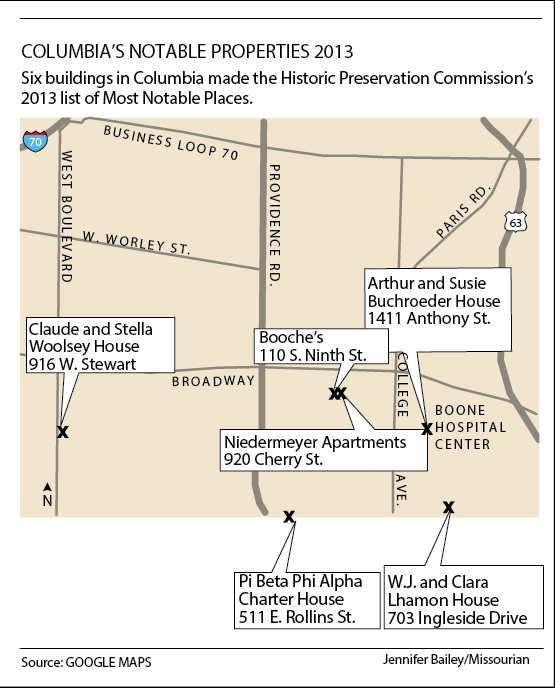 COLUMBIA'S NOTABLE PROPERTIES 2013
Six buildings in Columbia made the Historic Preservation Commission's
2013 list of Most Notable Places.
70
BUSINESS LOOP 70
WEST BOULEVARD
PROVIDENCE RD.
PARIS RD.
63
W. WORLEY ST.
Arthur and Susie
Buchroeder House
1411 Anthony St.
Claude and Stella
Woolsey House
916 W. Stewart
Booche's
110 S. Ninth St.
BROADWAY
COLLEGE AVE.
BOONE
HOSPITAL
CENTER
Niedermeyer Apartments
920 Cherry St.
N
X
X
X
X
X
X
Pi Beta Phi Alpha
Charter House
511 E. Rollins St.
W.J. and Clara
Lhamon House
703 Ingleside Drive
Source: GOOGLE MAPS
Jennifer Bailey/Missourian